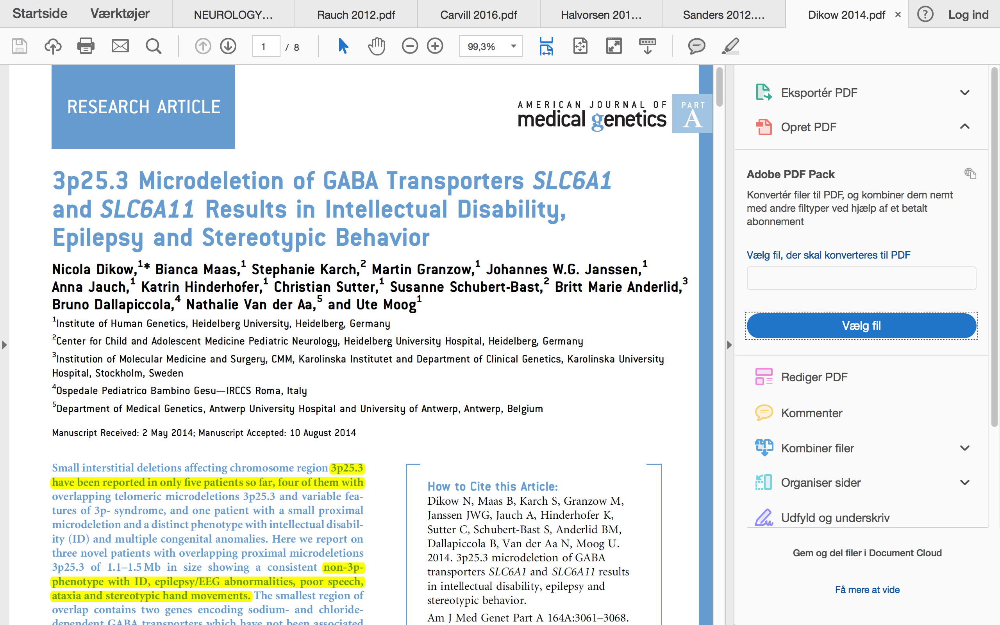 Startside Værktøjer NEUROLOGY... Rauch 2012.pdf Carvill 2016.pdf Halvorsen 201... Sanders 2012.... Dikow 2014.pdf × ? Log ind
1 / 8 99,3%
RESEARCH ARTICLE
AMERICAN JOURNAL OF
medical genetics
PART
A
3p25.3 Microdeletion of GABA Transporters SLC6A1
and SLC6A11 Results in Intellectual Disability,
Epilepsy and Stereotypic Behavior
Nicola Dikow,1* Bianca Maas,1 Stephanie Karch,2 Martin Granzow,1 Johannes W.G. Janssen,1
Anna Jauch,1 Katrin Hinderhofer,1 Christian Sutter,1 Susanne Schubert-Bast,2 Britt Marie Anderlid,3
Bruno Dallapiccola,4 Nathalie Van der Aa,5 and Ute Moog1
1Institute of Human Genetics, Heidelberg University, Heidelberg, Germany
2Center for Child and Adolescent Medicine Pediatric Neurology, Heidelberg University Hospital, Heidelberg, Germany
3Institution of Molecular Medicine and Surgery, CMM, Karolinska Institutet and Department of Clinical Genetics, Karolinska University
Hospital, Stockholm, Sweden
4Ospedale Pediatrico Bambino Gesu—IRCCS Roma, Italy
5Department of Medical Genetics, Antwerp University Hospital and University of Antwerp, Antwerp, Belgium
Manuscript Received: 2 May 2014; Manuscript Accepted: 10 August 2014
Small interstitial deletions affecting chromosome region 3p25.3
have been reported in only five patients so far, four of them with
overlapping telomeric microdeletions 3p25.3 and variable fea-
tures of 3p- syndrome, and one patient with a small proximal
microdeletion and a distinct phenotype with intellectual disabil-
ity (ID) and multiple congenital anomalies. Here we report on
three novel patients with overlapping proximal microdeletions
3p25.3 of 1.1–1.5 Mb in size showing a consistent non-3p-
phenotype with ID, epilepsy/EEG abnormalities, poor speech,
ataxia and stereotypic hand movements. The smallest region of
overlap contains two genes encoding sodium- and chloride-
dependent GABA transporters which have not been associated
How to Cite this Article:
Dikow N, Maas B, Karch S, Granzow M,
Janssen JWG, Jauch A, Hinderhofer K,
Sutter C, Schubert-Bast S, Anderlid BM,
Dallapiccola B, Van der Aa N, Moog U.
2014. 3p25.3 microdeletion of GABA
transporters SLC6A1 and SLC6A11 results
in intellectual disability, epilepsy and
stereotypic behavior.
Am J Med Genet Part A 164A:3061–3068.
Eksportér PDF
Opret PDF
Adobe PDF Pack
Konvertér filer til PDF, og kombiner dem nemt
med andre filtyper ved hjælp af et betalt
abonnement
Vælg fil, der skal konverteres til PDF
Vælg fil
Rediger PDF
Kommenter
Kombiner filer
Organiser sider
Udfyld og underskriv
Gem og del filer i Document Cloud
Få mere at vide